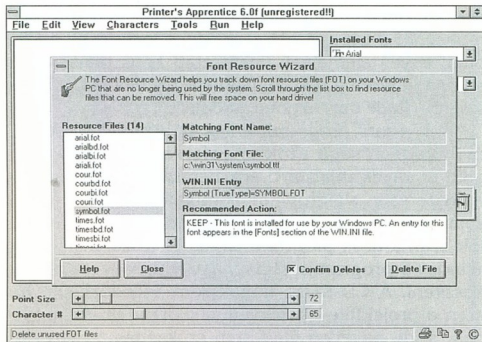 Printer's Apprentice 6.0f (unregistered!!)
File Edit View Characters Tools Run Help
Installed Fonts
Arial
Font Resource Wizard
The Font Resource Wizard helps you track down font resource files (FOT) on your Windows
PC that are no longer being used by the system. Scroll through the list box to find resource
files that can be removed. This will free space on your hard drive!
Resource Files (14)
arial.fot
arialbd.fot
arialbi.fot
ariali.fot
cour.fot
courbd.fot
courbi.fot
couri.fot
symbol.fot
times.fot
timesbd.fot
timesbi.fot
Matching Font Name:
Symbol
Matching Font File:
c:\win31\system\symbol.ttf
WIN.INI Entry
Symbol (TrueType)=SYMBOL.FOT
Recommended Action:
KEEP - This font is installed for use by your Windows PC. An entry for this
font appears in the [Fonts] section of the WIN.INI file.
Help Close Confirm Deletes Delete File
Point Size 72
Character # 65
Delete unused FOT files